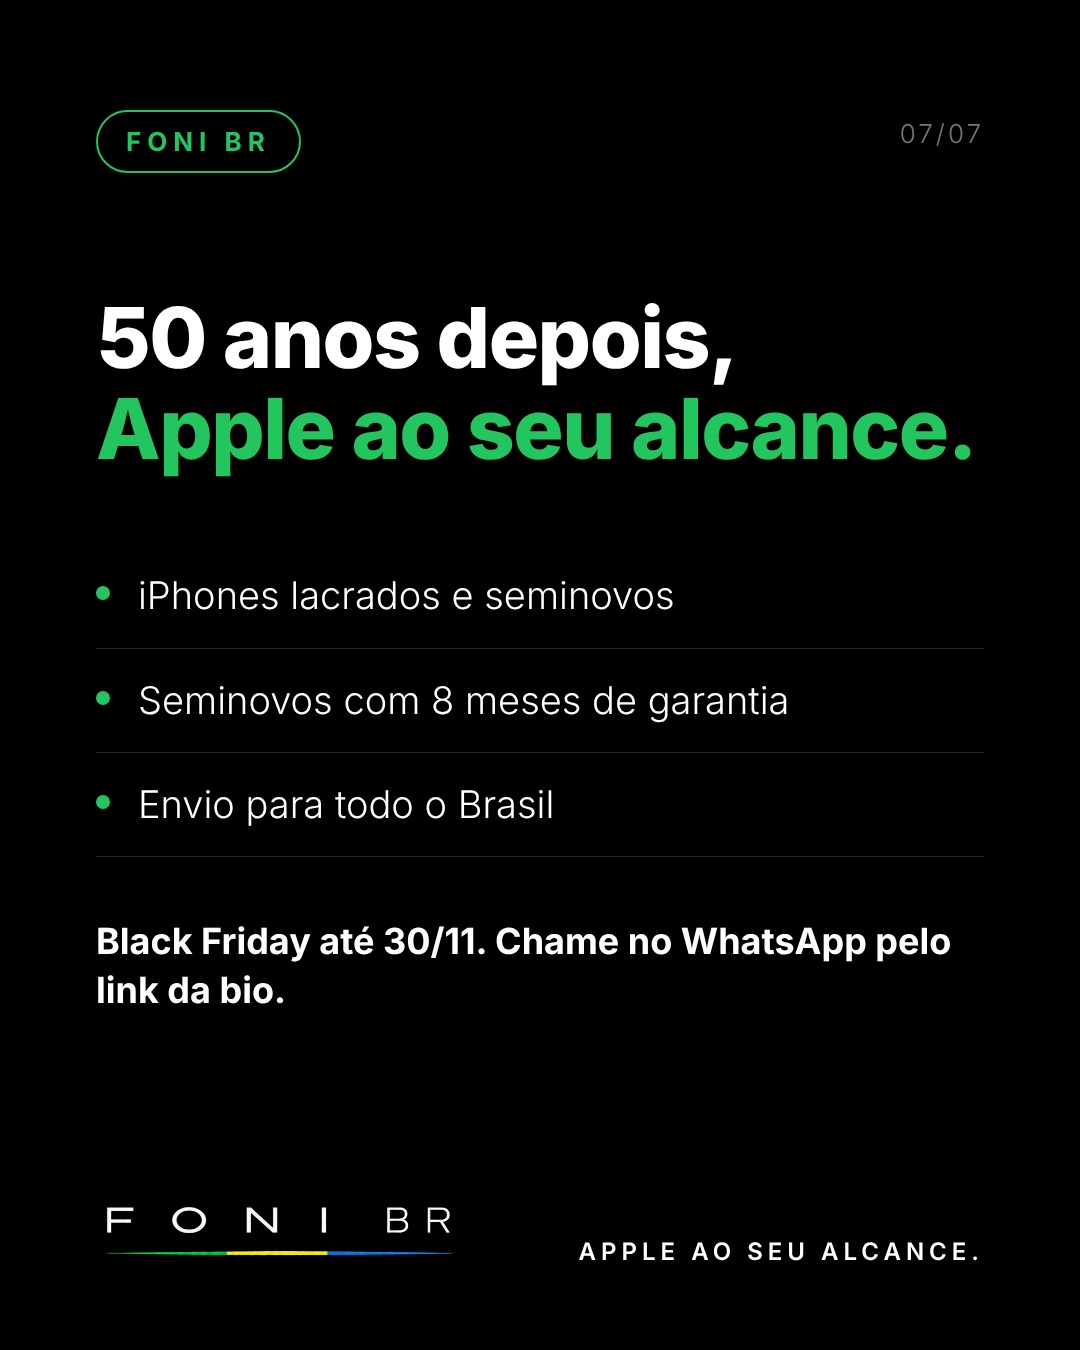 FONI BR
07/07
50 anos depois,
Apple ao seu alcance.
iPhones lacrados e seminovos
Seminovos com 8 meses de garantia
Envio para todo o Brasil
Black Friday até 30/11. Chame no WhatsApp pelo
link da bio.
FONI BR
APPLE AO SEU ALCANCE.